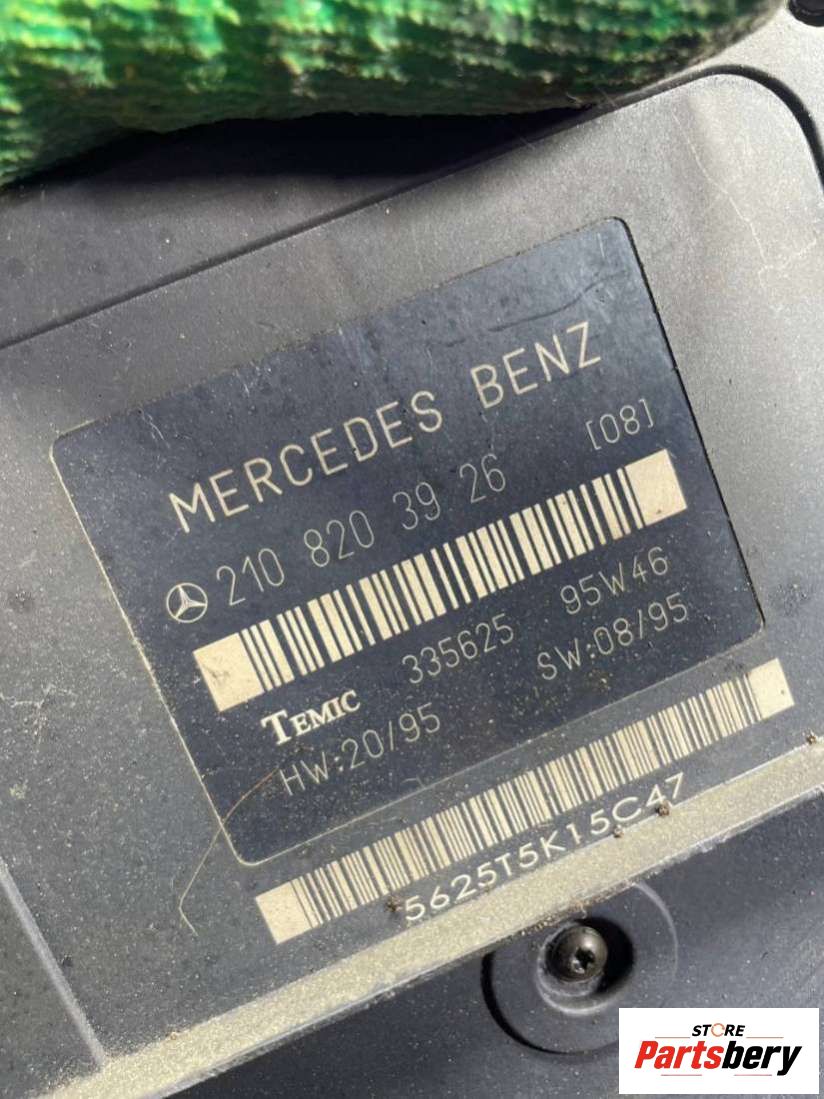 MERCEDES BENZ
210 820 39 26 [08]
335625 95W46
TEMIC
HW:20/95 SW:08/95
5625T5K15C47
STORE
Partsbery